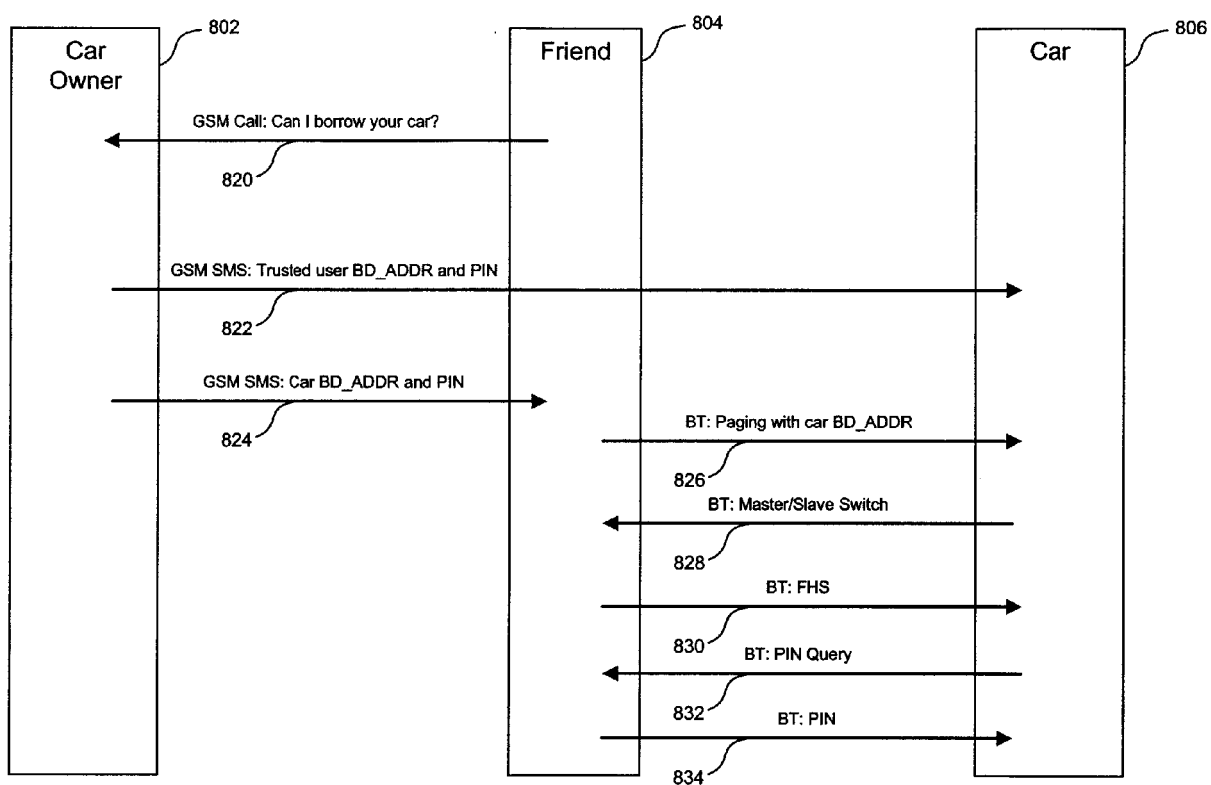 802
804
806
Car
Owner
Friend
Car
GSM Call: Can I borrow your car?
820
GSM SMS: Trusted user BD_ADDR and PIN
822
GSM SMS: Car BD_ADDR and PIN
824
BT: Paging with car BD_ADDR
826
BT: Master/Slave Switch
828
BT: FHS
830
BT: PIN Query
832
BT: PIN
834